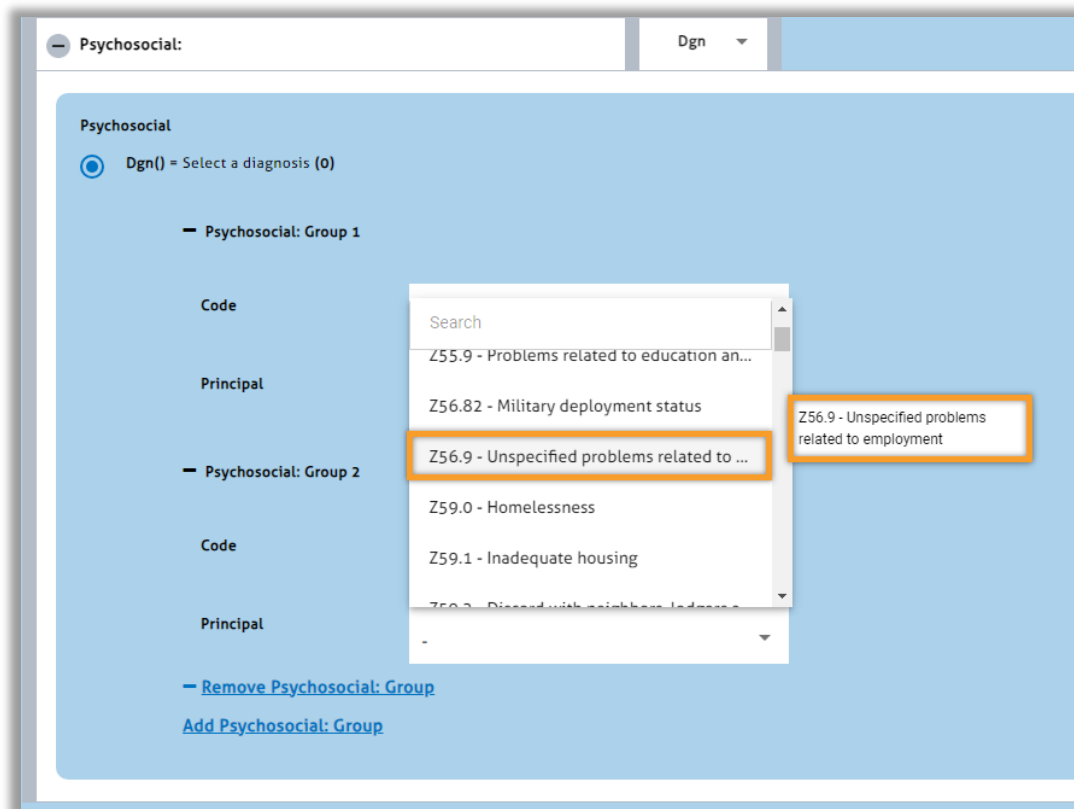 Psychosocial:
Dgn
Psychosocial
Dgn() = Select a diagnosis (0)
Psychosocial: Group 1
Code
Search
Z55.9 - Problems related to education an...
Principal
Z56.82 - Military deployment status
Z56.9 - Unspecified problems
related to employment
Z56.9 - Unspecified problems related to ...
Psychosocial: Group 2
Z59.0 - Homelessness
Code
Z59.1 - Inadequate housing
Principal
-
Remove Psychosocial: Group
Add Psychosocial: Group